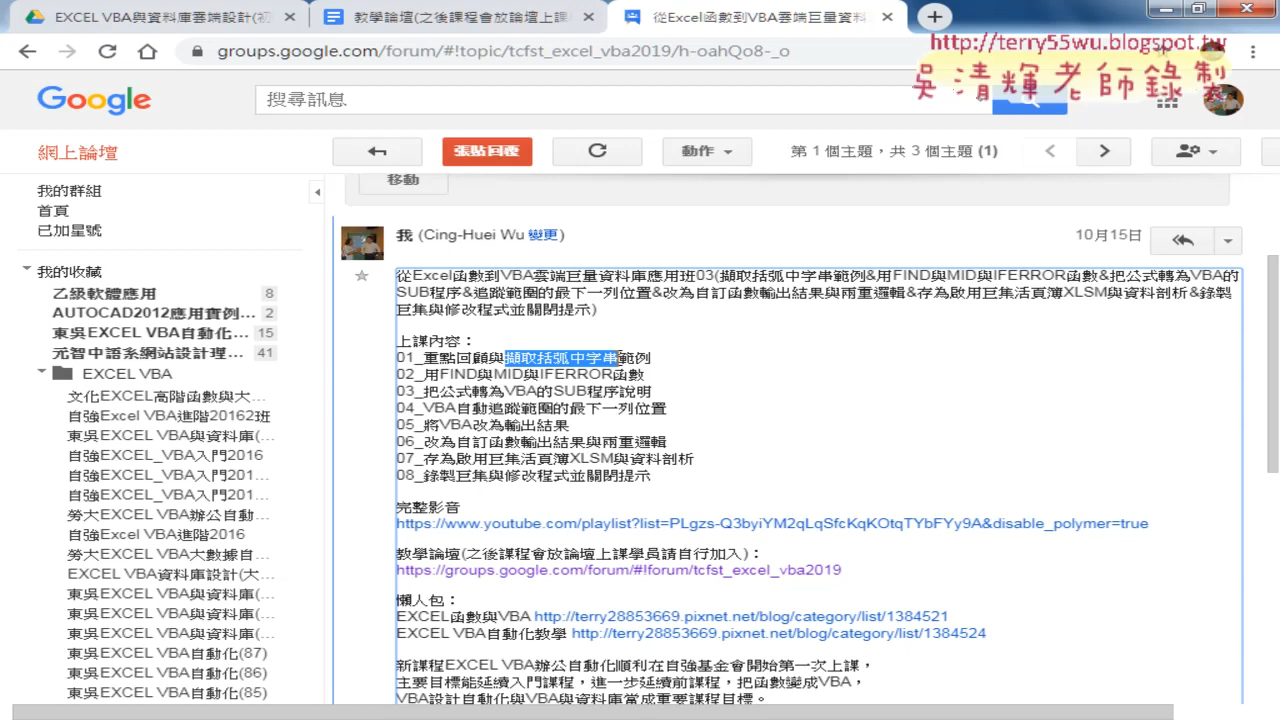 EXCEL VBA與資料庫雲端設計(初
教學論壇(之後課程會放論壇上課
從Excel函數到VBA雲端巨量資料
groups.google.com/forum/#!topic/tcfst_excel_vba2019/h-oahQo8-_o
http://terry55wu.blogspot.tw
吳清輝老師錄製
Google
搜尋訊息
網上論壇
張貼回覆
動作
第 1 個主題，共 3 個主題 (1)
移動
我的群組
首頁
已加星號
我的收藏
乙級軟體應用 8
AUTOCAD2012應用實例... 2
東吳EXCEL VBA自動化... 15
元智中語系網站設計理... 41
EXCEL VBA
文化EXCEL高階函數與大...
自強Excel VBA進階20162班
東吳EXCEL VBA與資料庫(...
自強EXCEL_VBA入門2016
自強EXCEL_VBA入門201...
自強EXCEL_VBA入門201...
勞大EXCEL VBA辦公自動...
自強Excel VBA進階2016
勞大EXCEL VBA大數據自...
EXCEL VBA資料庫設計(大...
東吳EXCEL VBA與資料庫(...
東吳EXCEL VBA與資料庫(...
東吳EXCEL VBA與資料庫(...
東吳EXCEL VBA自動化(87)
東吳EXCEL VBA自動化(86)
東吳EXCEL VBA自動化(85)
我 (Cing-Huei Wu 變更)
10月15日
從Excel函數到VBA雲端巨量資料庫應用班03(擷取括弧中字串範例&用FIND與MID與IFERROR函數&把公式轉為VBA的
SUB程序&追蹤範圍的最下一列位置&改為自訂函數輸出結果與兩重邏輯&存為啟用巨集活頁簿XLSM與資料剖析&錄製
巨集與修改程式並關閉提示)
上課內容：
01_重點回顧與擷取括弧中字串範例
02_用FIND與MID與IFERROR函數
03_把公式轉為VBA的SUB程序說明
04_VBA自動追蹤範圍的最下一列位置
05_將VBA改為輸出結果
06_改為自訂函數輸出結果與兩重邏輯
07_存為啟用巨集活頁簿XLSM與資料剖析
08_錄製巨集與修改程式並關閉提示
完整影音
https://www.youtube.com/playlist?list=PLgzs-Q3byiYM2qLqSfcKqKOtqTYbFYy9A&disable_polymer=true
教學論壇(之後課程會放論壇上課學員請自行加入)：
https://groups.google.com/forum/#!forum/tcfst_excel_vba2019
懶人包：
EXCEL函數與VBA http://terry28853669.pixnet.net/blog/category/list/1384521
EXCEL VBA自動化教學 http://terry28853669.pixnet.net/blog/category/list/1384524
新課程EXCEL VBA辦公自動化順利在自強基金會開始第一次上課，
主要目標能延續入門課程，進一步延續前課程，把函數變成VBA，
VBA設計自動化與VBA與資料庫當成重要課程目標。